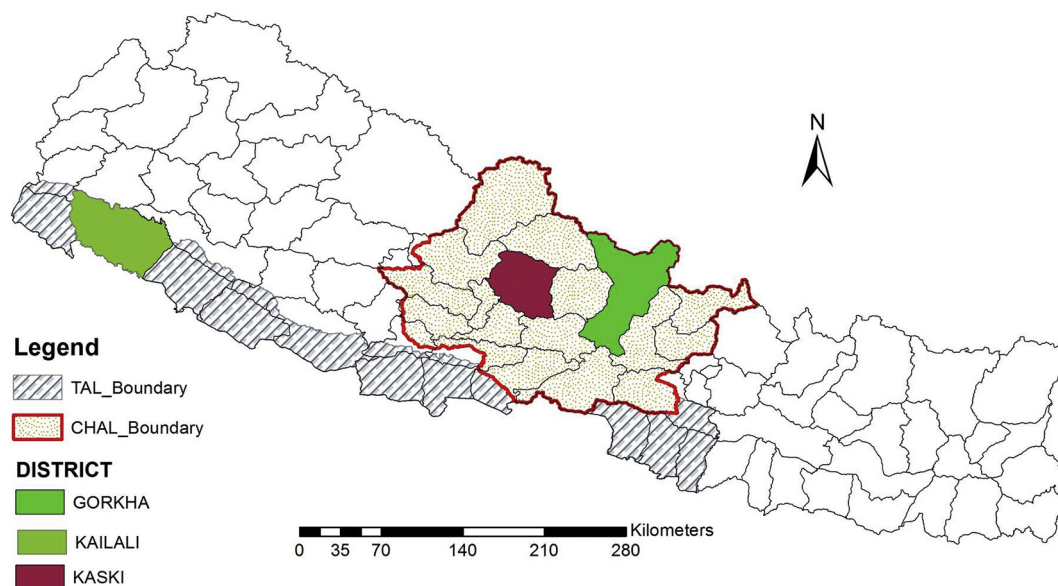 N
Legend
TAL_Boundary
CHAL_Boundary
DISTRICT
GORKHA
KAILALI
KASKI
Kilometers
0 35 70 140 210 280